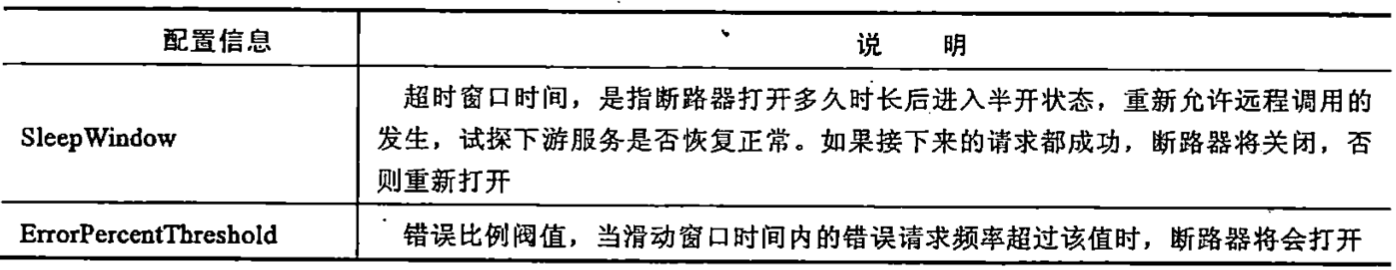 配置信息 说 明
超时窗口时间，是指断路器打开多久时长后进入半开状态，重新允许远程调用的
SleepWindow 发生，试探下游服务是否恢复正常。如果接下来的请求都成功，断路器将关闭，否
则重新打开
ErrorPercentThreshold 错误比例阀值，当滑动窗口时间内的错误请求频率超过该值时，断路器将会打开